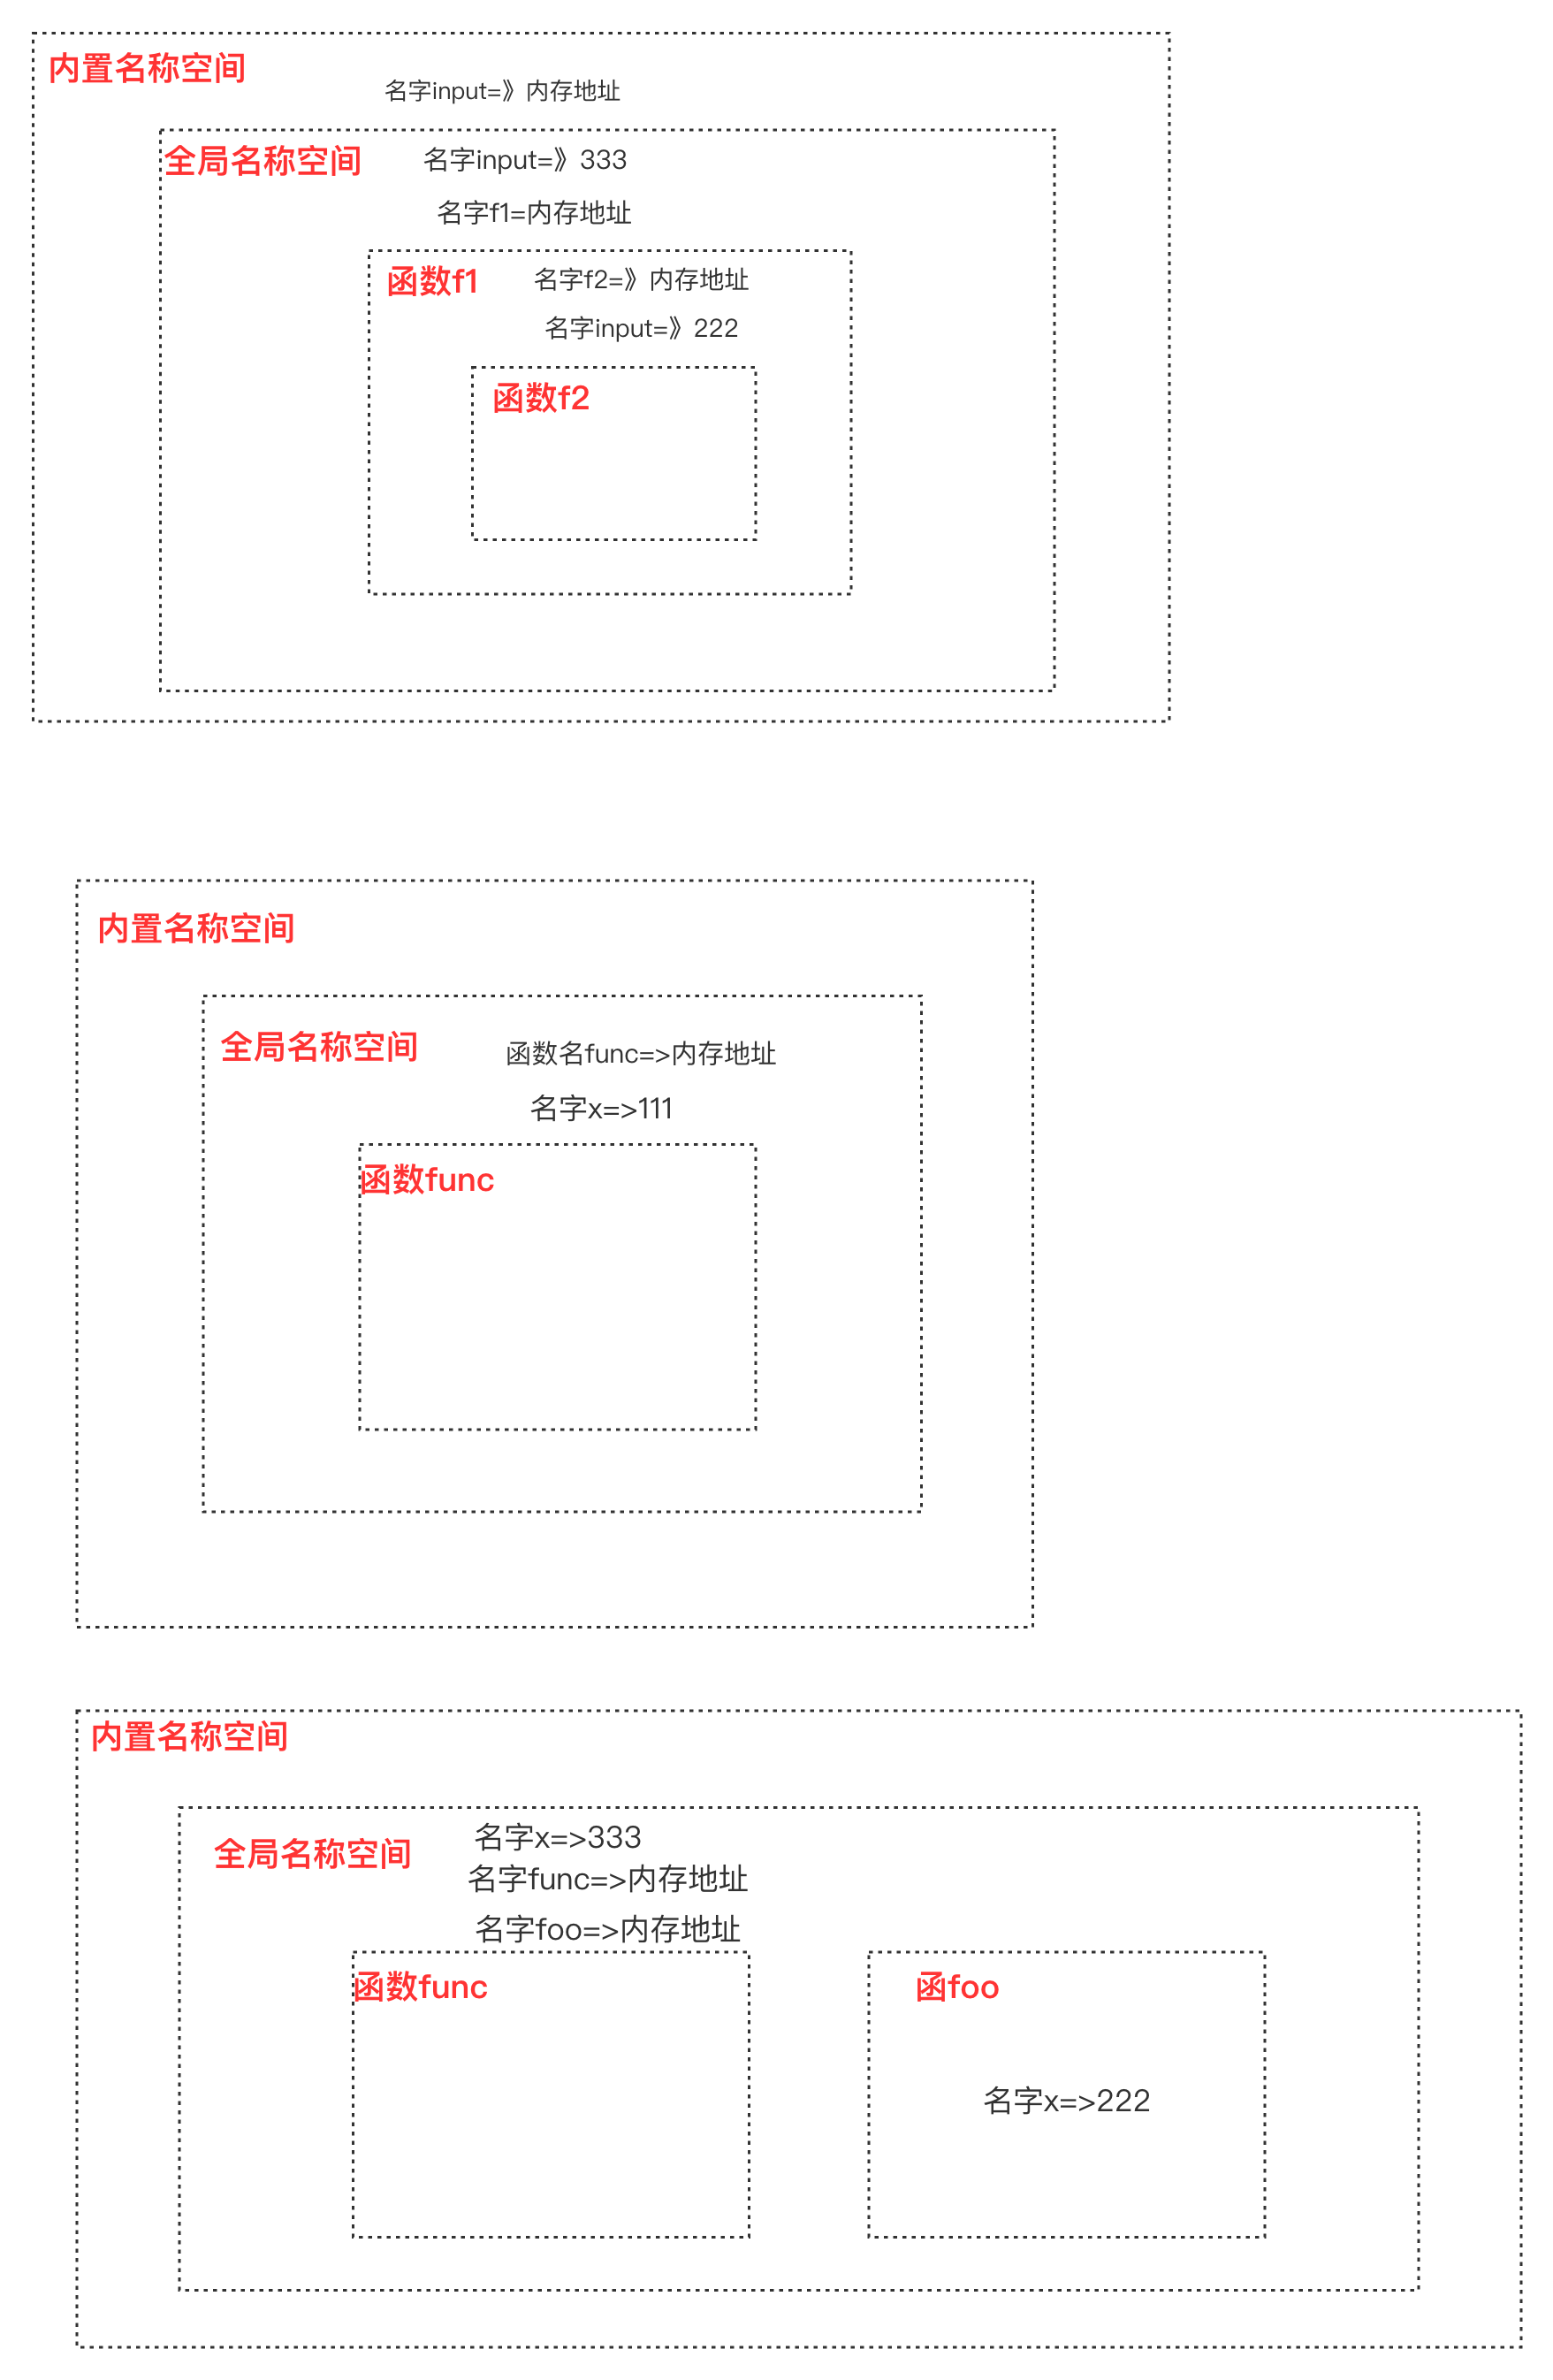 内置名称空间
名字input=》内存地址
全局名称空间
名字input=》333
名字f1=内存地址
函数f1
名字f2=》内存地址
名字input=》222
函数f2
内置名称空间
全局名称空间
函数名func=>内存地址
名字x=>111
函数func
内置名称空间
全局名称空间
名字x=>333
名字func=>内存地址
名字foo=>内存地址
函数func
函foo
名字x=>222